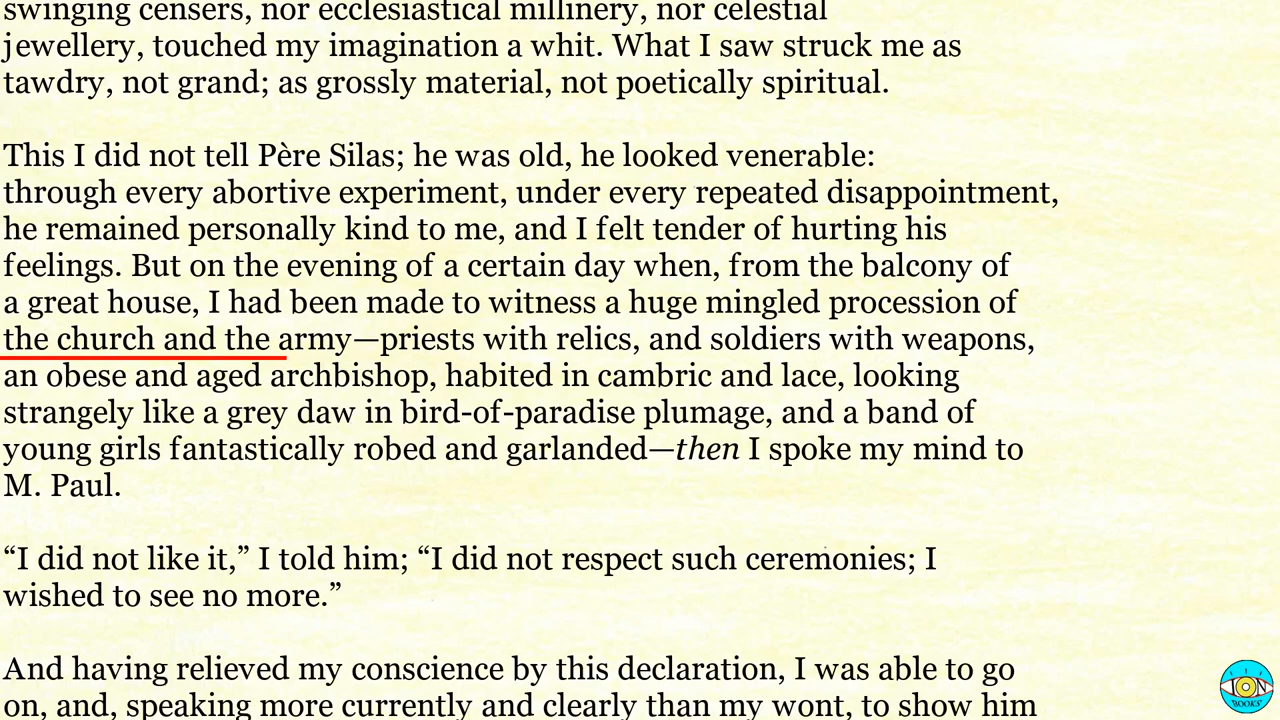 swinging censers, nor ecclesiastical millinery, nor celestial
jewellery, touched my imagination a whit. What I saw struck me as
tawdry, not grand; as grossly material, not poetically spiritual.
This I did not tell Père Silas; he was old, he looked venerable:
through every abortive experiment, under every repeated disappointment,
he remained personally kind to me, and I felt tender of hurting his
feelings. But on the evening of a certain day when, from the balcony of
a great house, I had been made to witness a huge mingled procession of
the church and the army—priests with relics, and soldiers with weapons,
an obese and aged archbishop, habited in cambric and lace, looking
strangely like a grey daw in bird-of-paradise plumage, and a band of
young girls fantastically robed and garlanded—then I spoke my mind to
M. Paul.
“I did not like it,” I told him; “I did not respect such ceremonies; I
wished to see no more.”
And having relieved my conscience by this declaration, I was able to go
on, and, speaking more currently and clearly than my wont, to show him
ION
BOOKS